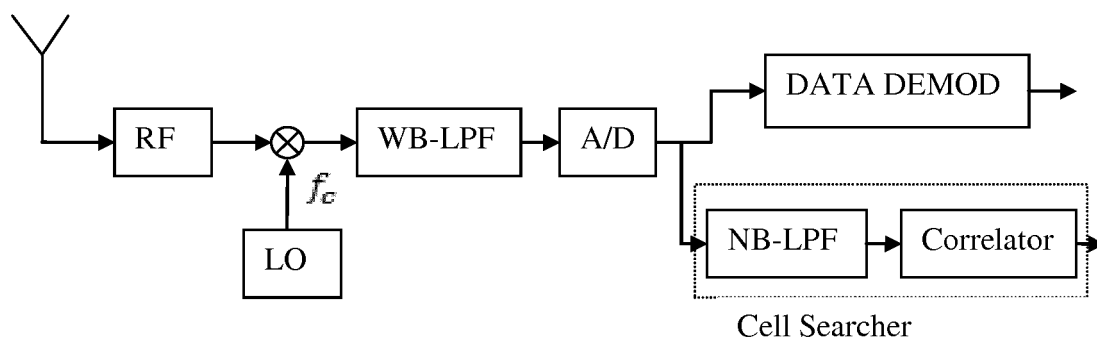 DATA DEMOD
RF
WB-LPF
A/D
f_c
LO
NB-LPF
Correlator
Cell Searcher